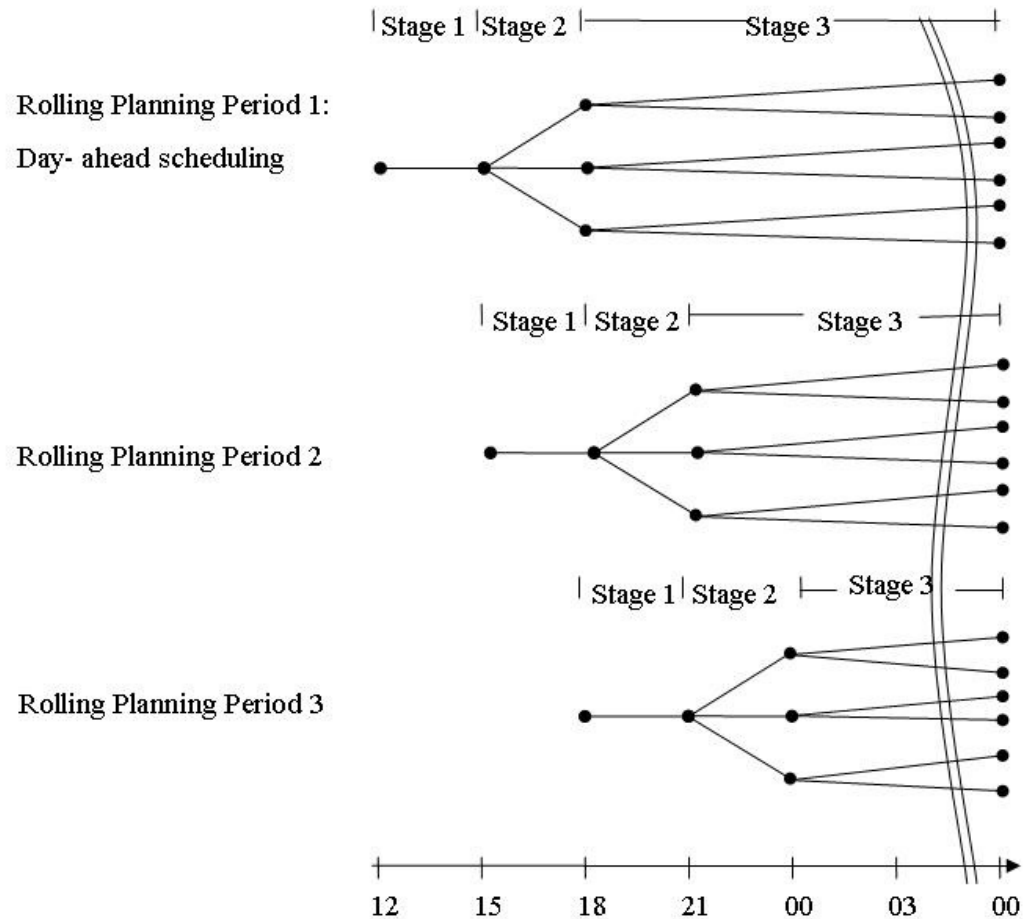 Stage 1 Stage 2 Stage 3
Rolling Planning Period 1:
Day- ahead scheduling
Stage 1 Stage 2 Stage 3
Rolling Planning Period 2
Stage 1 Stage 2 Stage 3
Rolling Planning Period 3
12 15 18 21 00 03 00